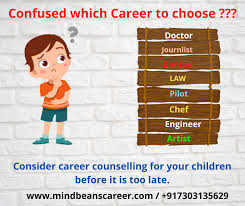 Confused which Career to choose ???
Doctor
Journlist
LAW
Pilot
Chef
Engineer
Artist
Consider career counselling for your children
before it is too late.
www.mindbeanscareer.com / +917303135629